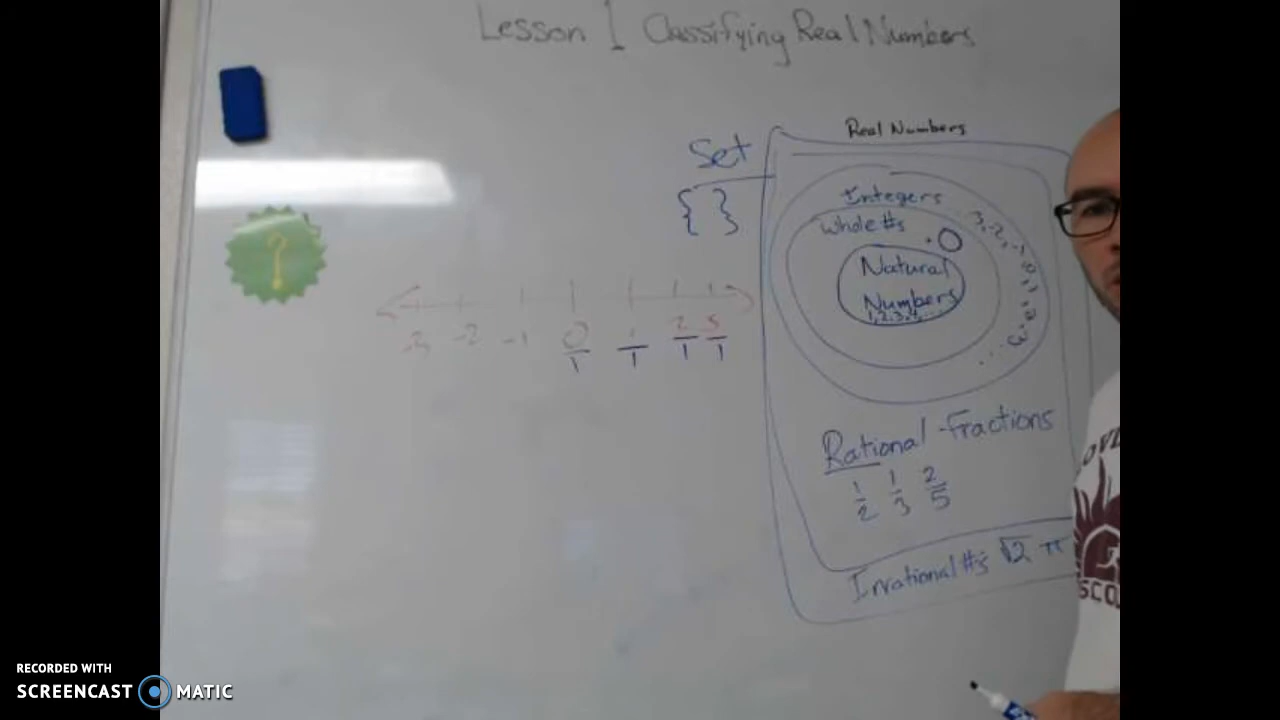 Lesson 1 Classifying Real Numbers
Real Numbers
Set
{ }
Integers
Whole #s
. 0
Natural
Numbers
1, 2, 3, 4, ...
-3, -2, -1, 0, 1, 2, 3 ...
?
-3 -2 -1 0/1 1/1 2/1 3/1
Rational - fractions
1/2 1/3 2/5
Irrational #s √2 π
SCO
RECORDED WITH
SCREENCAST MATIC